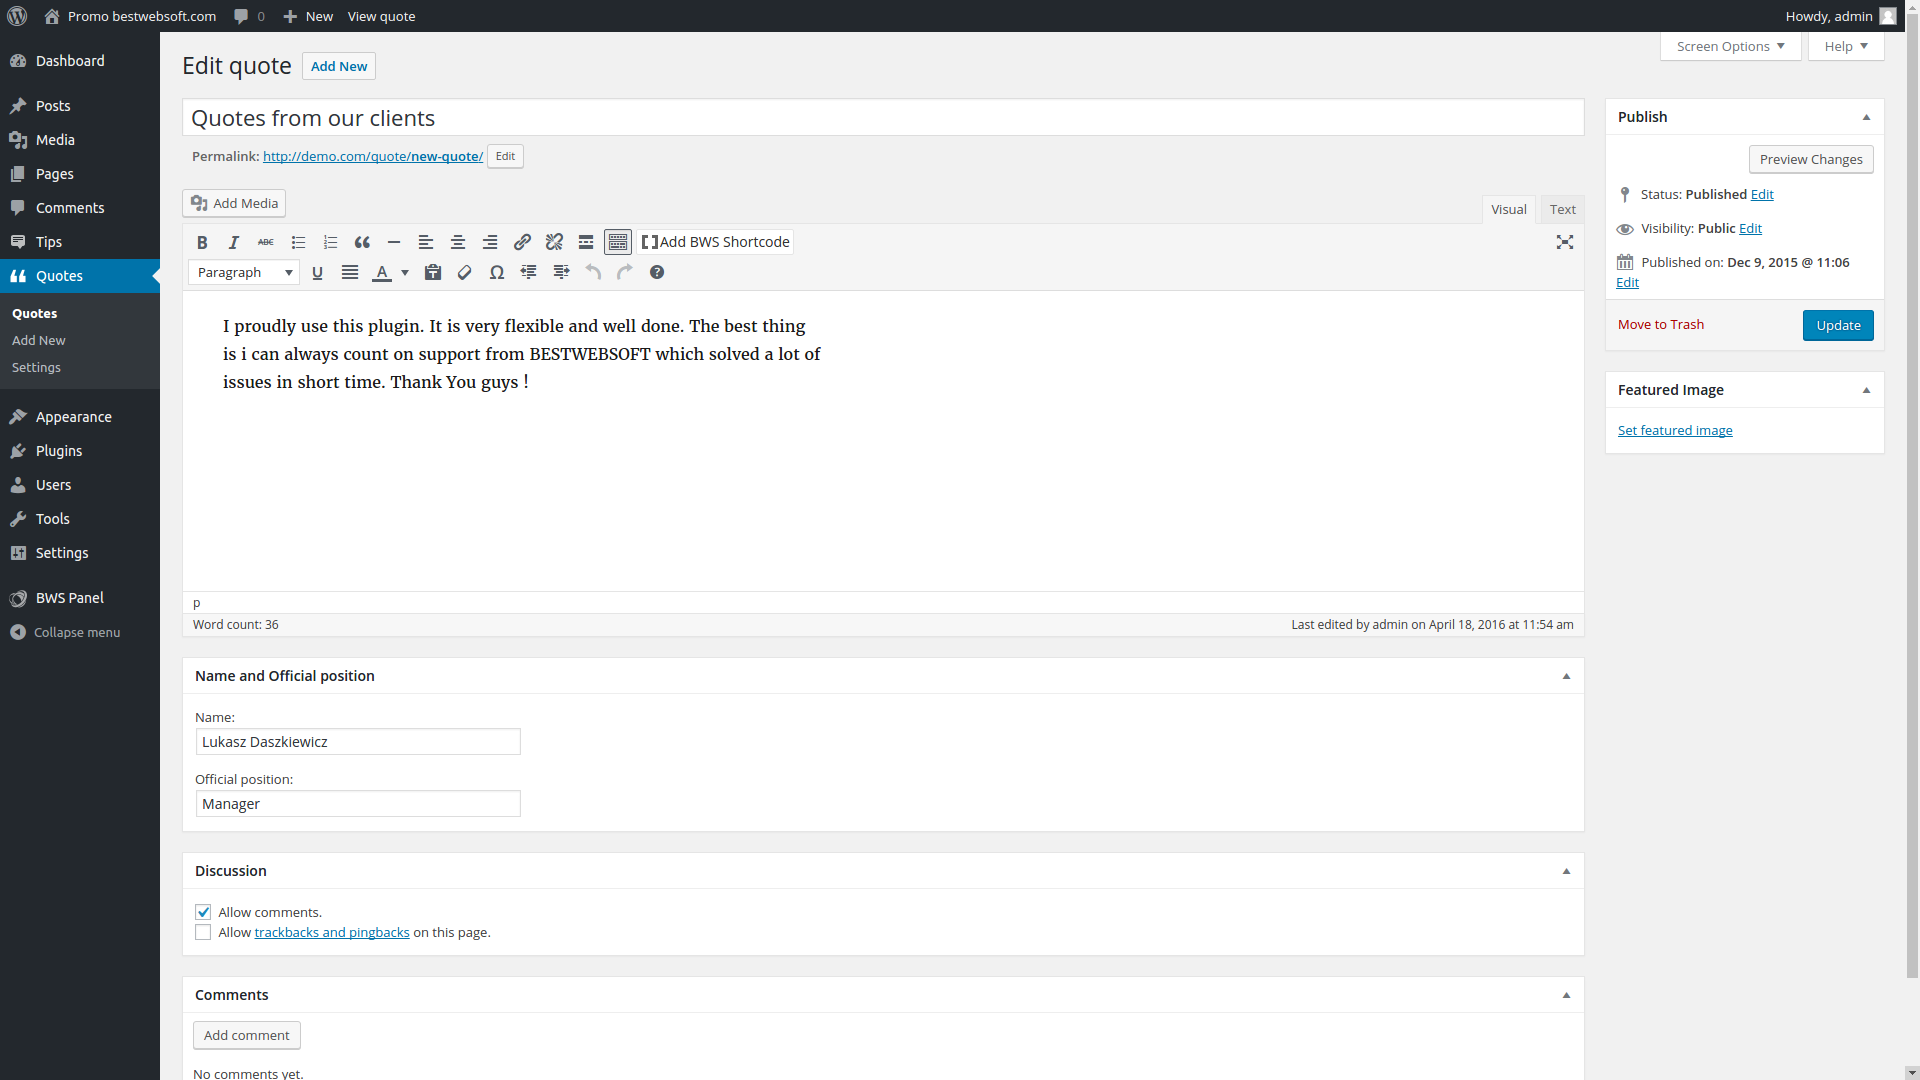 Promo bestwebsoft.com 0 New View quote Howdy, admin
Screen Options Help
Dashboard
Posts
Media
Pages
Comments
Tips
Quotes
Quotes
Add New
Settings
Appearance
Plugins
Users
Tools
Settings
BWS Panel
Collapse menu
Edit quote Add New
Quotes from our clients
Permalink: http://demo.com/quote/new-quote/ Edit
Add Media
Visual Text
B I ABC Add BWS Shortcode
Paragraph U A Ω ?
I proudly use this plugin. It is very flexible and well done. The best thing
is i can always count on support from BESTWEBSOFT which solved a lot of
issues in short time. Thank You guys !
p
Word count: 36 Last edited by admin on April 18, 2016 at 11:54 am
Name and Official position
Name:
Lukasz Daszkiewicz
Official position:
Manager
Discussion
Allow comments.
Allow trackbacks and pingbacks on this page.
Comments
Add comment
No comments yet.
Publish
Preview Changes
Status: Published Edit
Visibility: Public Edit
Published on: Dec 9, 2015 @ 11:06
Edit
Move to Trash Update
Featured Image
Set featured image